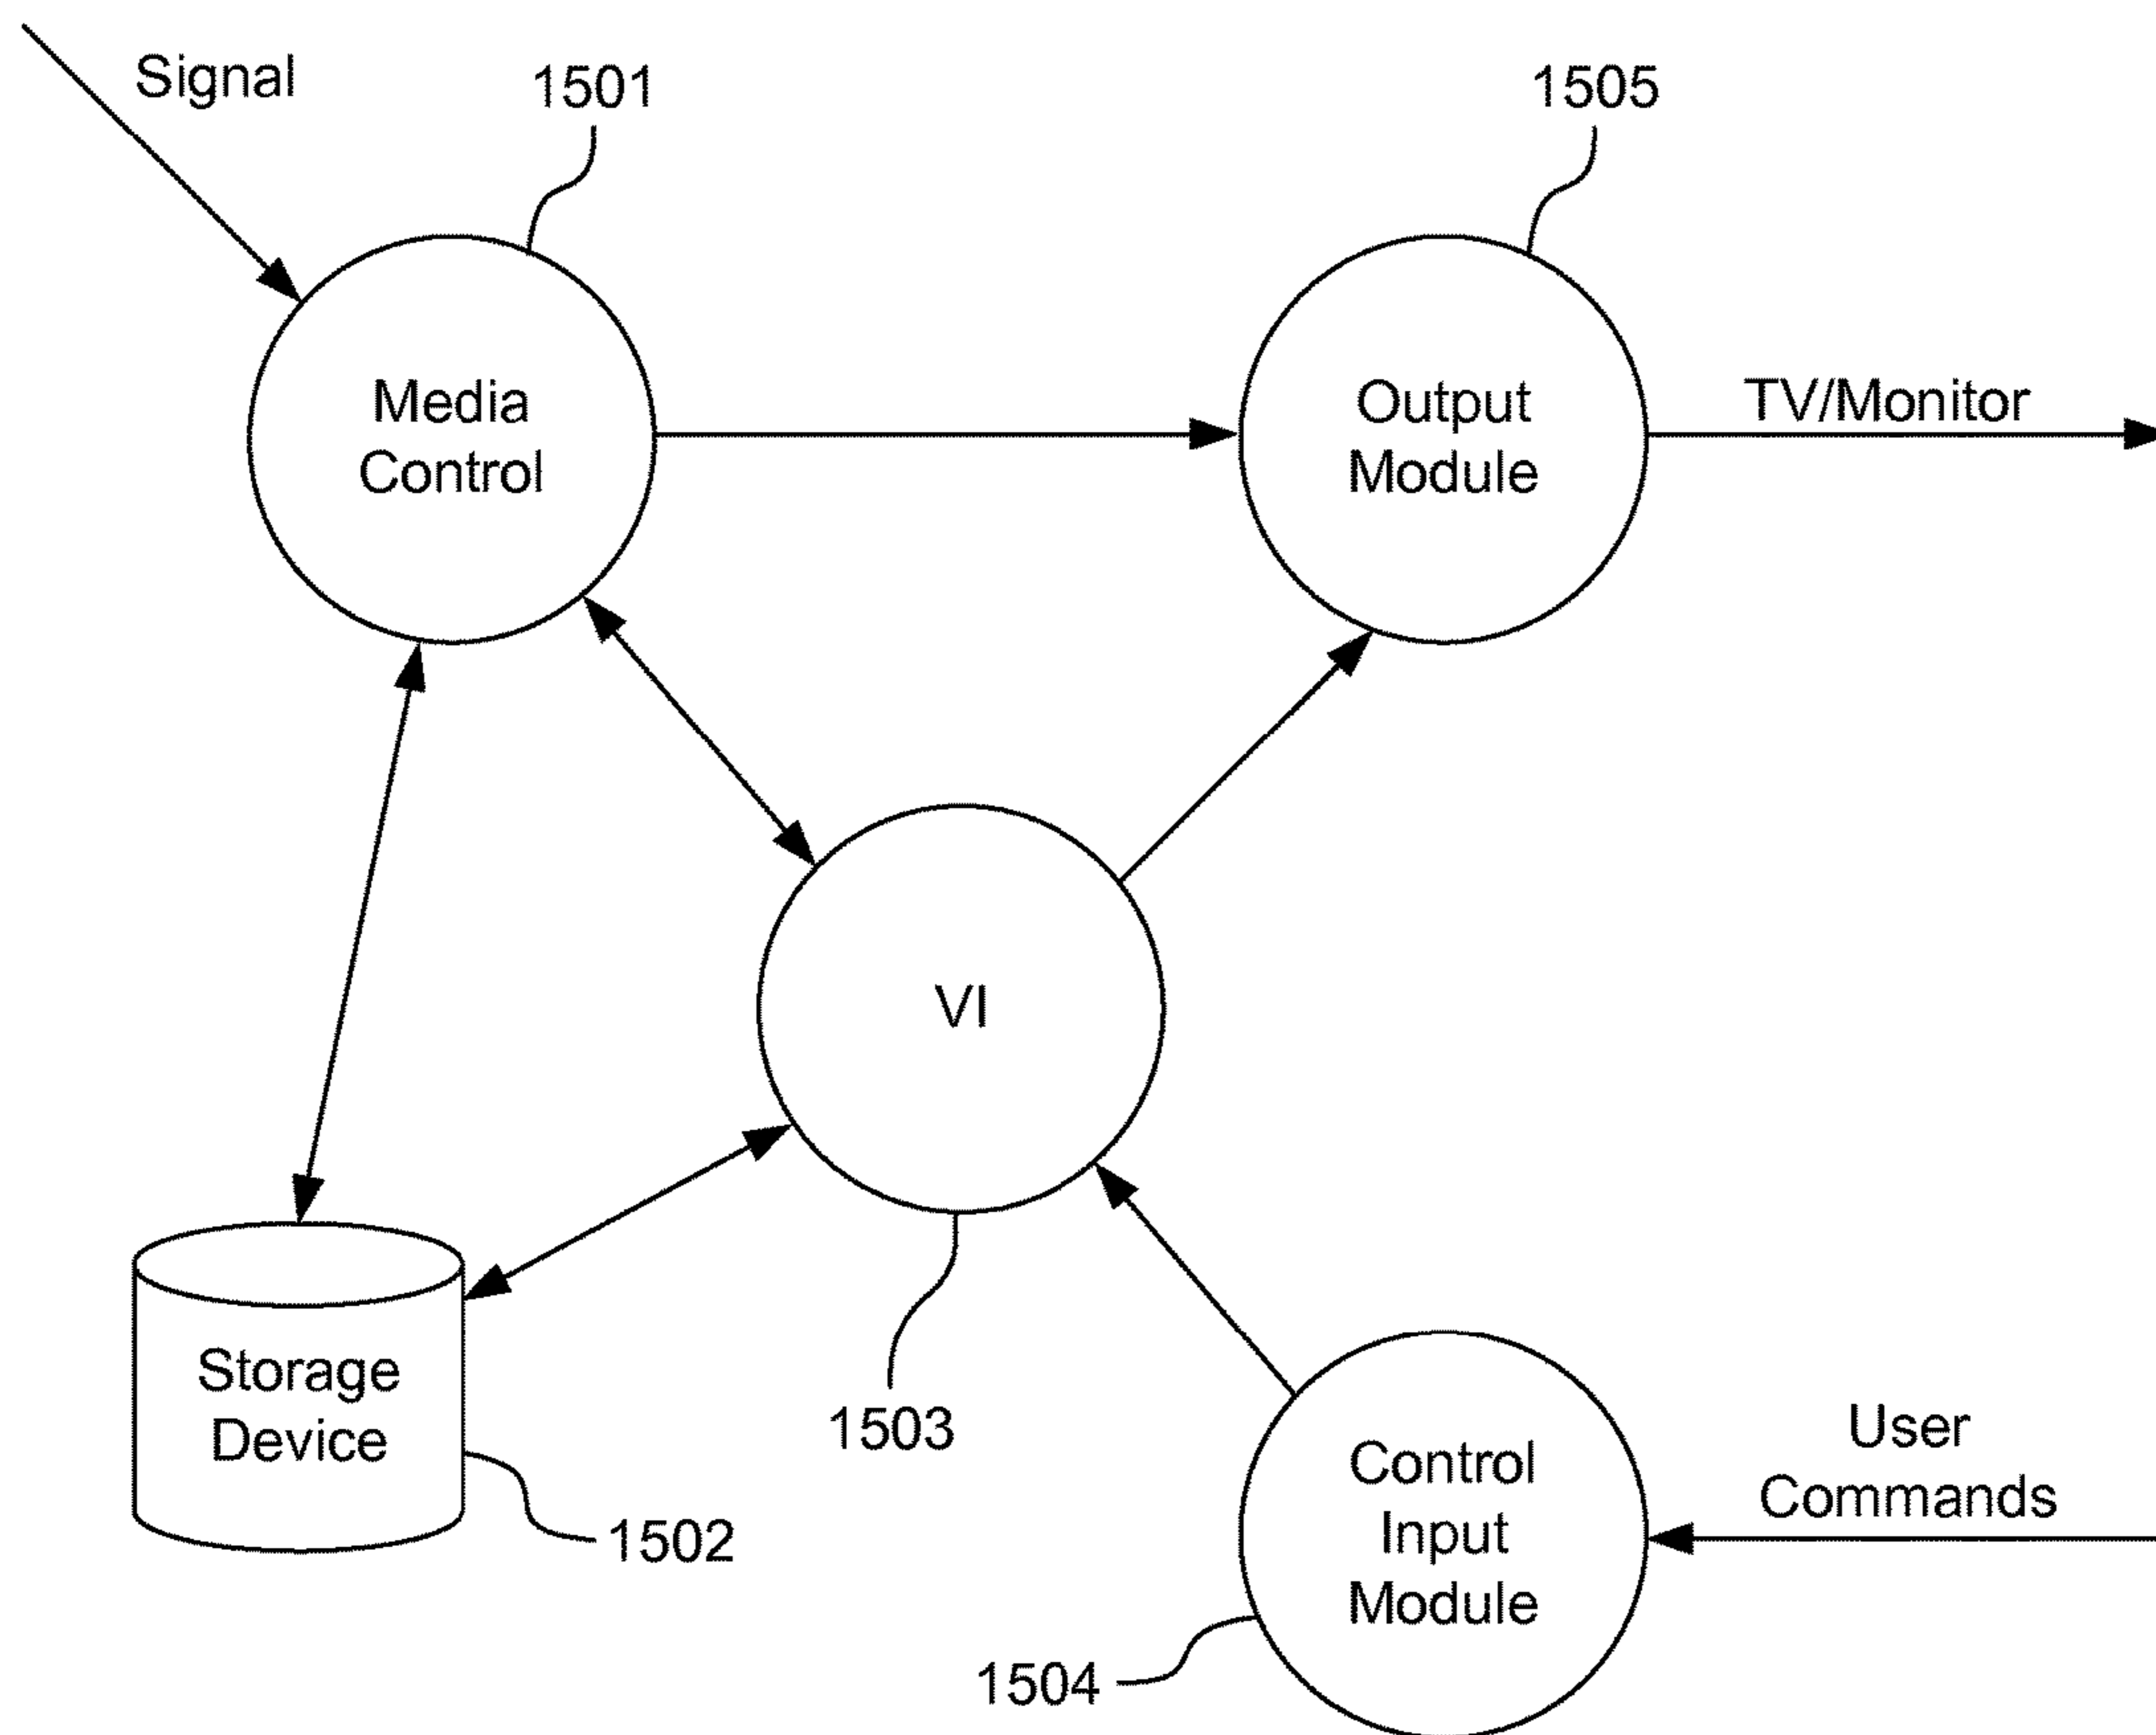 Signal
1501
1505
Media
Control
Output
Module
TV/Monitor
VI
Storage
Device
1503
1502
Control
Input
Module
User
Commands
1504